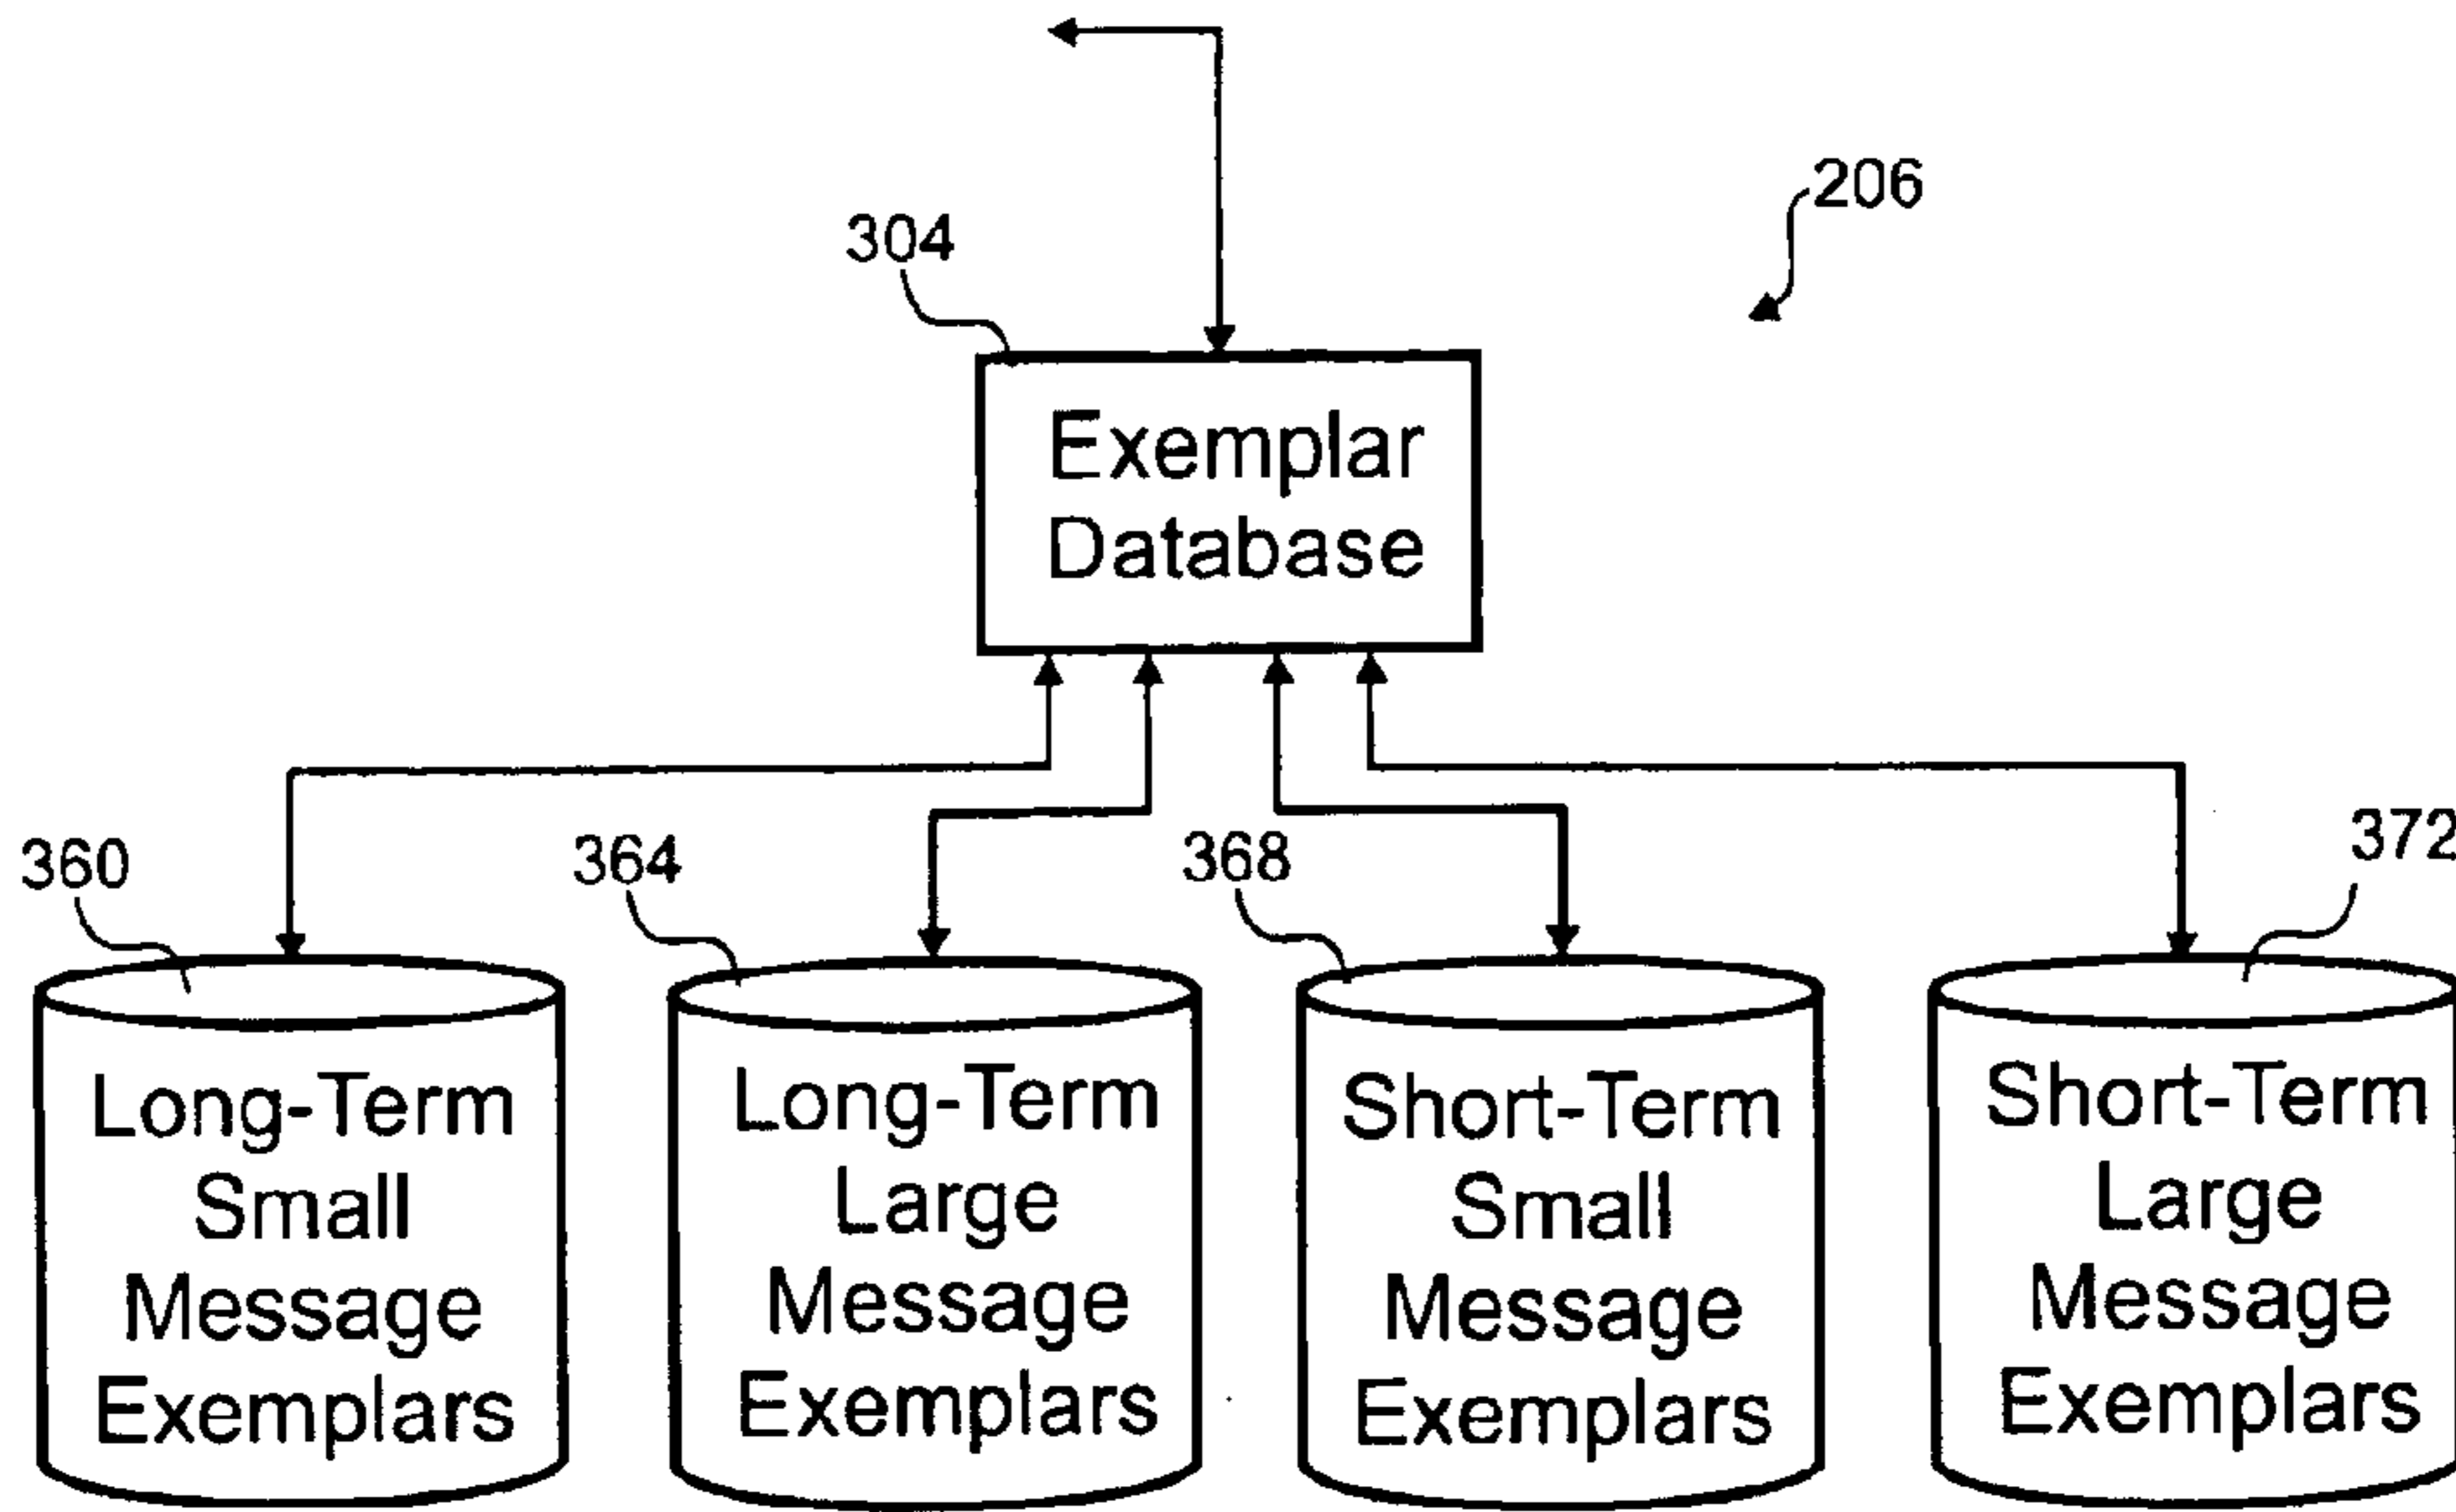 206
304
Exemplar
Database
360
364
368
372
Long-Term
Small
Message
Exemplars
Long-Term
Large
Message
Exemplars
Short-Term
Small
Message
Exemplars
Short-Term
Large
Message
Exemplars